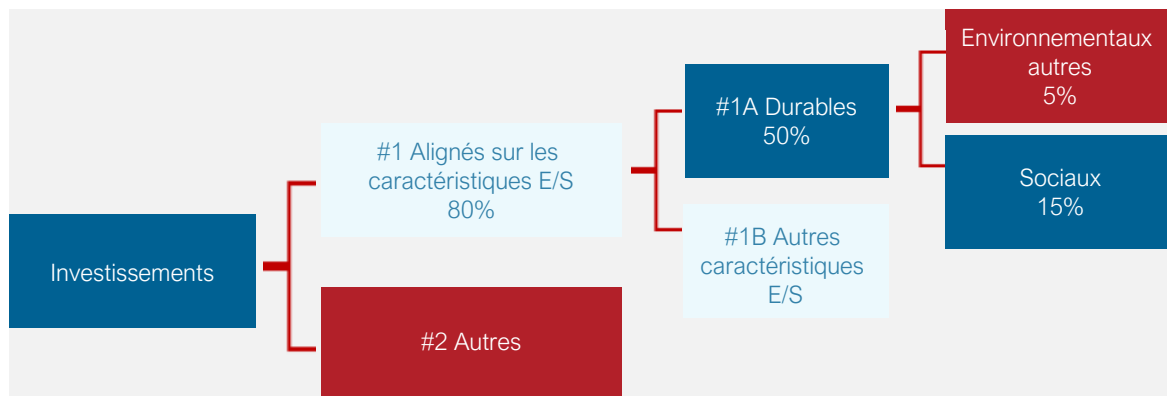 Investissements
#1 Alignés sur les
caractéristiques E/S
80%
#2 Autres
#1A Durables
50%
#1B Autres
caractéristiques
E/S
Environnementaux
autres
5%
Sociaux
15%